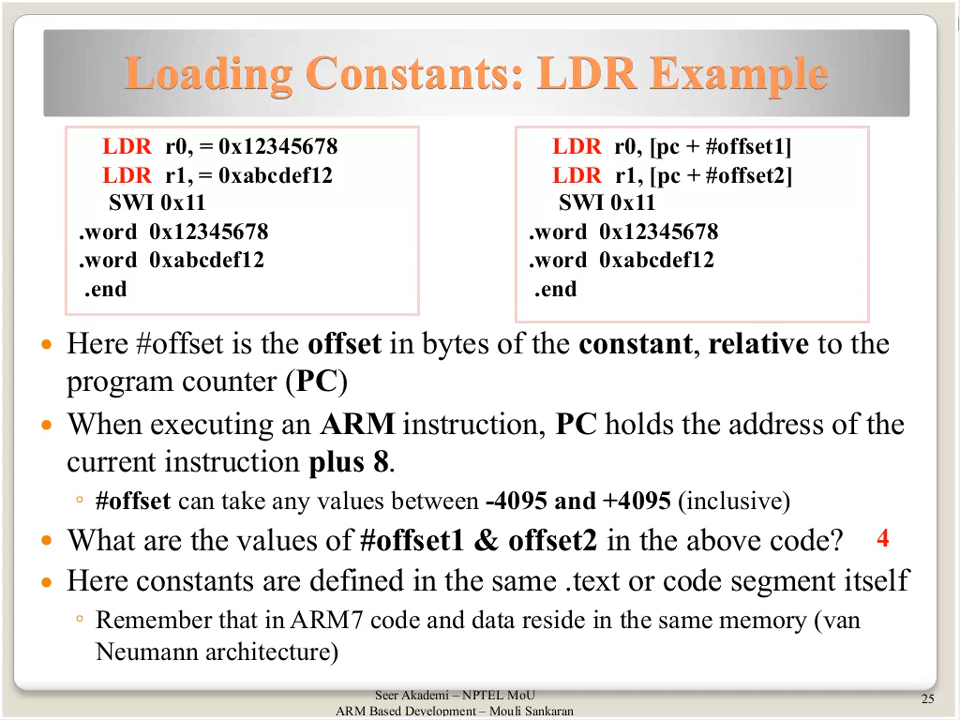 Loading Constants: LDR Example
LDR r0, = 0x12345678
LDR r1, = 0xabcdef12
SWI 0x11
.word 0x12345678
.word 0xabcdef12
.end
LDR r0, [pc + #offset1]
LDR r1, [pc + #offset2]
SWI 0x11
.word 0x12345678
.word 0xabcdef12
.end
• Here #offset is the offset in bytes of the constant, relative to the
program counter (PC)
• When executing an ARM instruction, PC holds the address of the
current instruction plus 8.
◦ #offset can take any values between -4095 and +4095 (inclusive)
• What are the values of #offset1 & offset2 in the above code? 4
• Here constants are defined in the same .text or code segment itself
◦ Remember that in ARM7 code and data reside in the same memory (van
Neumann architecture)
Seer Akademi – NPTEL MoU
ARM Based Development – Mouli Sankaran
25